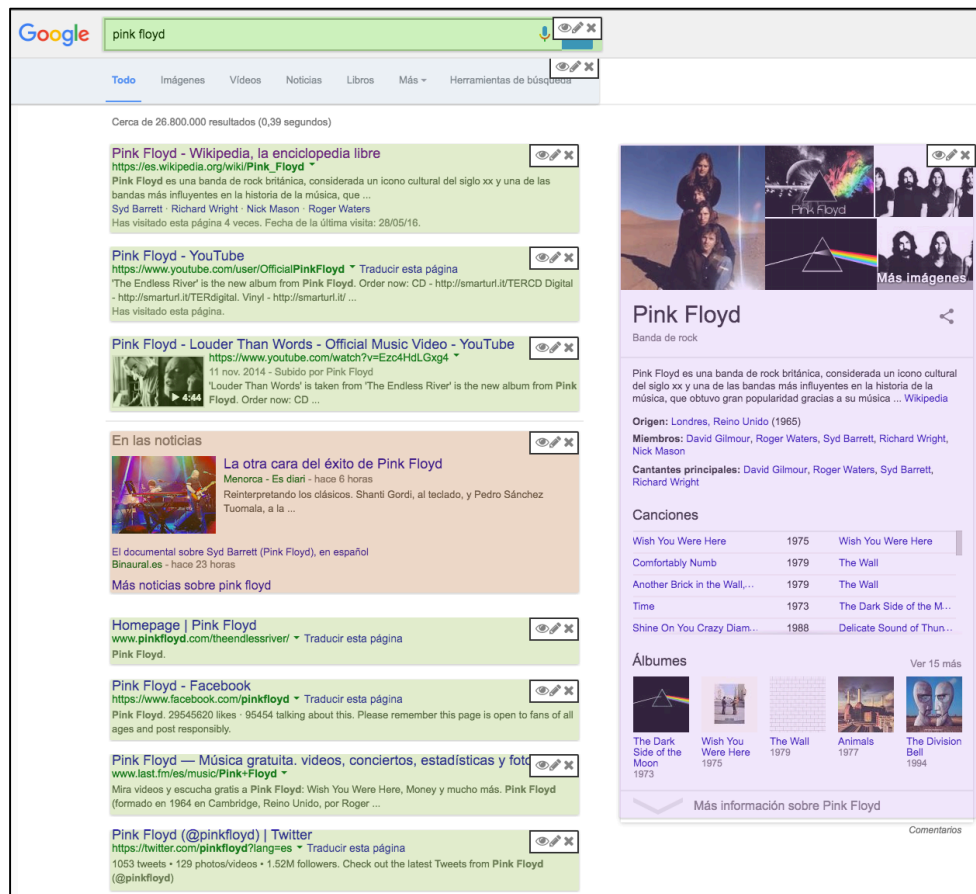 Google
pink floyd
Todo Imágenes Vídeos Noticias Libros Más Herramientas de búsqueda
Cerca de 26.800.000 resultados (0,39 segundos)
Pink Floyd - Wikipedia, la enciclopedia libre
https://es.wikipedia.org/wiki/Pink_Floyd
Pink Floyd es una banda de rock británica, considerada un icono cultural del siglo xx y una de las
bandas más influyentes en la historia de la música, que ...
Syd Barrett · Richard Wright · Nick Mason · Roger Waters
Has visitado esta página 4 veces. Fecha de la última visita: 28/05/16.
Pink Floyd - YouTube
https://www.youtube.com/user/OfficialPinkFloyd Traducir esta página
'The Endless River' is the new album from Pink Floyd. Order now: CD - http://smarturl.it/TERCD Digital
- http://smarturl.it/TERdigital. Vinyl - http://smarturl.it/ ...
Has visitado esta página.
Pink Floyd - Louder Than Words - Official Music Video - YouTube
https://www.youtube.com/watch?v=Ezc4HdLGxg4
4:44
11 nov. 2014 - Subido por Pink Floyd
'Louder Than Words' is taken from 'The Endless River' is the new album from Pink
Floyd. Order now: CD ...
En las noticias
La otra cara del éxito de Pink Floyd
Menorca - Es diari - hace 6 horas
Reinterpretando los clásicos. Shanti Gordi, al teclado, y Pedro Sánchez
Tuomala, a la ...
El documental sobre Syd Barrett (Pink Floyd), en español
Binaural.es - hace 23 horas
Más noticias sobre pink floyd
Homepage | Pink Floyd
www.pinkfloyd.com/theendlessriver/ Traducir esta página
Pink Floyd.
Pink Floyd - Facebook
https://www.facebook.com/pinkfloyd Traducir esta página
Pink Floyd. 29545620 likes · 95454 talking about this. Please remember this page is open to fans of all
ages and post responsibly.
Pink Floyd — Música gratuita. videos, conciertos, estadísticas y foto
www.last.fm/es/music/Pink+Floyd
Mira videos y escucha gratis a Pink Floyd: Wish You Were Here, Money y mucho más. Pink Floyd
(formado en 1964 en Cambridge, Reino Unido, por Roger ...
Pink Floyd (@pinkfloyd) | Twitter
https://twitter.com/pinkfloyd?lang=es Traducir esta página
1053 tweets • 129 photos/videos • 1.52M followers. Check out the latest Tweets from Pink Floyd
(@pinkfloyd)
Pink Floyd
Más imágenes
Pink Floyd
Banda de rock
Pink Floyd es una banda de rock británica, considerada un icono cultural
del siglo xx y una de las bandas más influyentes en la historia de la
música, que obtuvo gran popularidad gracias a su música ... Wikipedia
Origen: Londres, Reino Unido (1965)
Miembros: David Gilmour, Roger Waters, Syd Barrett, Richard Wright,
Nick Mason
Cantantes principales: David Gilmour, Roger Waters, Syd Barrett,
Richard Wright
Canciones
Wish You Were Here 1975 Wish You Were Here
Comfortably Numb 1979 The Wall
Another Brick in the Wall,... 1979 The Wall
Time 1973 The Dark Side of the M...
Shine On You Crazy Diam... 1988 Delicate Sound of Thun...
Álbumes Ver 15 más
The Dark
Side of the
Moon
1973
Wish You
Were Here
1975
The Wall
1979
Animals
1977
The Division
Bell
1994
Más información sobre Pink Floyd
Comentarios